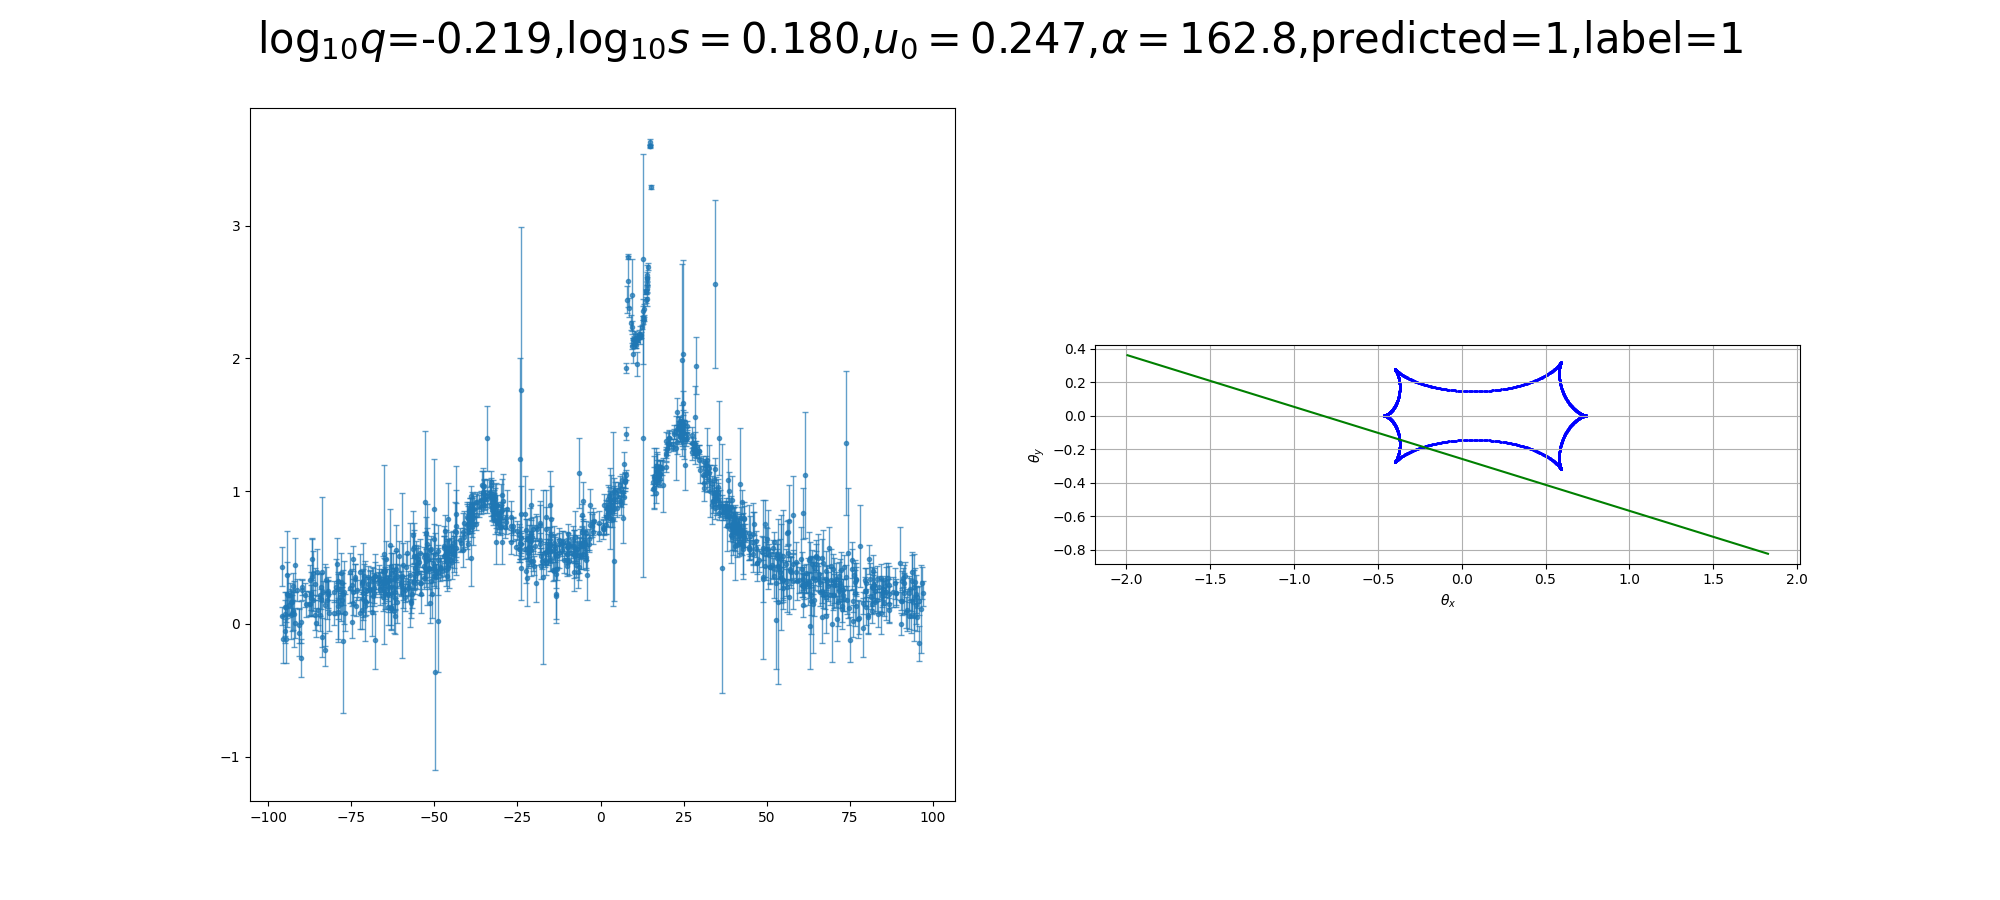 log₁₀q=-0.219,log₁₀s = 0.180,u₀ = 0.247,α = 162.8,predicted=1,label=1
3
2
1
0
−1
−100 −75 −50 −25 0 25 50 75 100
0.4
0.2
0.0
−0.2
−0.4
−0.6
−0.8
θy
−2.0 −1.5 −1.0 −0.5 0.0 0.5 1.0 1.5 2.0
θx